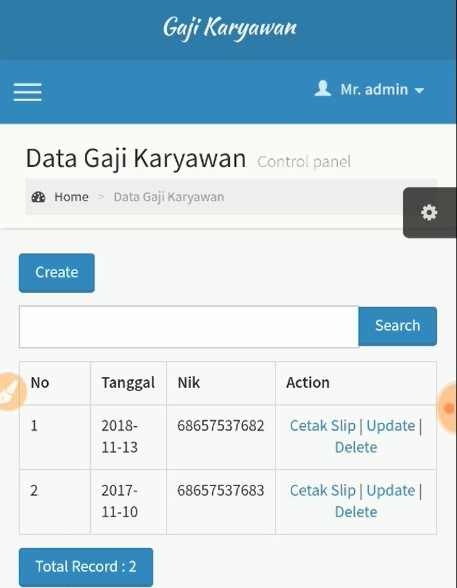 Gaji Karyawan
Mr. admin
Data Gaji Karyawan Control panel
Home > Data Gaji Karyawan
Create
Search
No Tanggal Nik Action
1 2018- 68657537682 Cetak Slip | Update |
11-13 Delete
2 2017- 68657537683 Cetak Slip | Update |
11-10 Delete
Total Record : 2